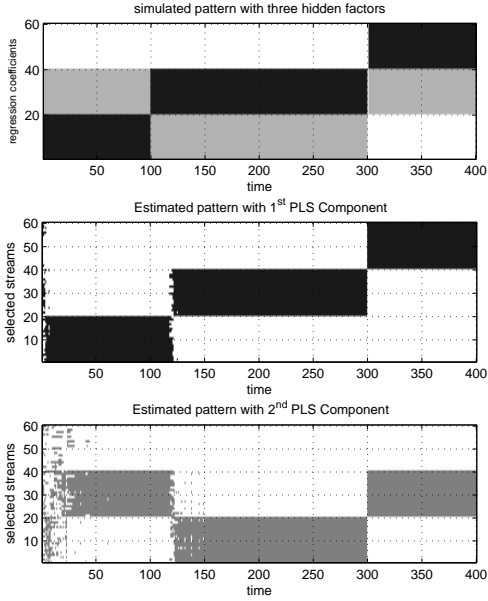 simulated pattern with three hidden factors
regression coefficients
60
40
20
50 100 150 200 250 300 350 400
time
Estimated pattern with 1st PLS Component
selected streams
60
50
40
30
20
10
50 100 150 200 250 300 350 400
time
Estimated pattern with 2nd PLS Component
selected streams
60
50
40
30
20
10
50 100 150 200 250 300 350 400
time